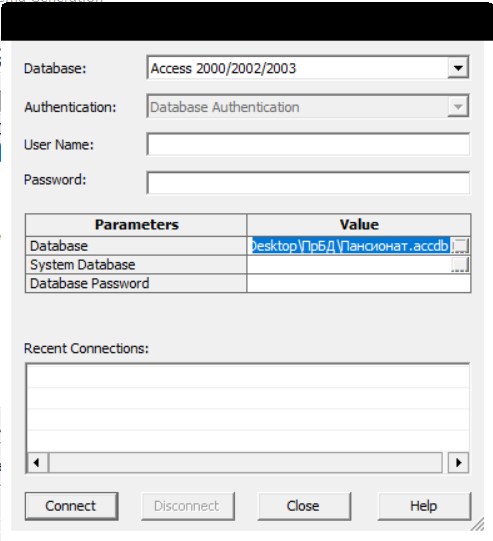 Database: Access 2000/2002/2003
Authentication: Database Authentication
User Name:
Password:
Parameters Value
Database Desktop\ПрБД\Пансионат.accdb
System Database
Database Password
Recent Connections:
Connect Disconnect Close Help